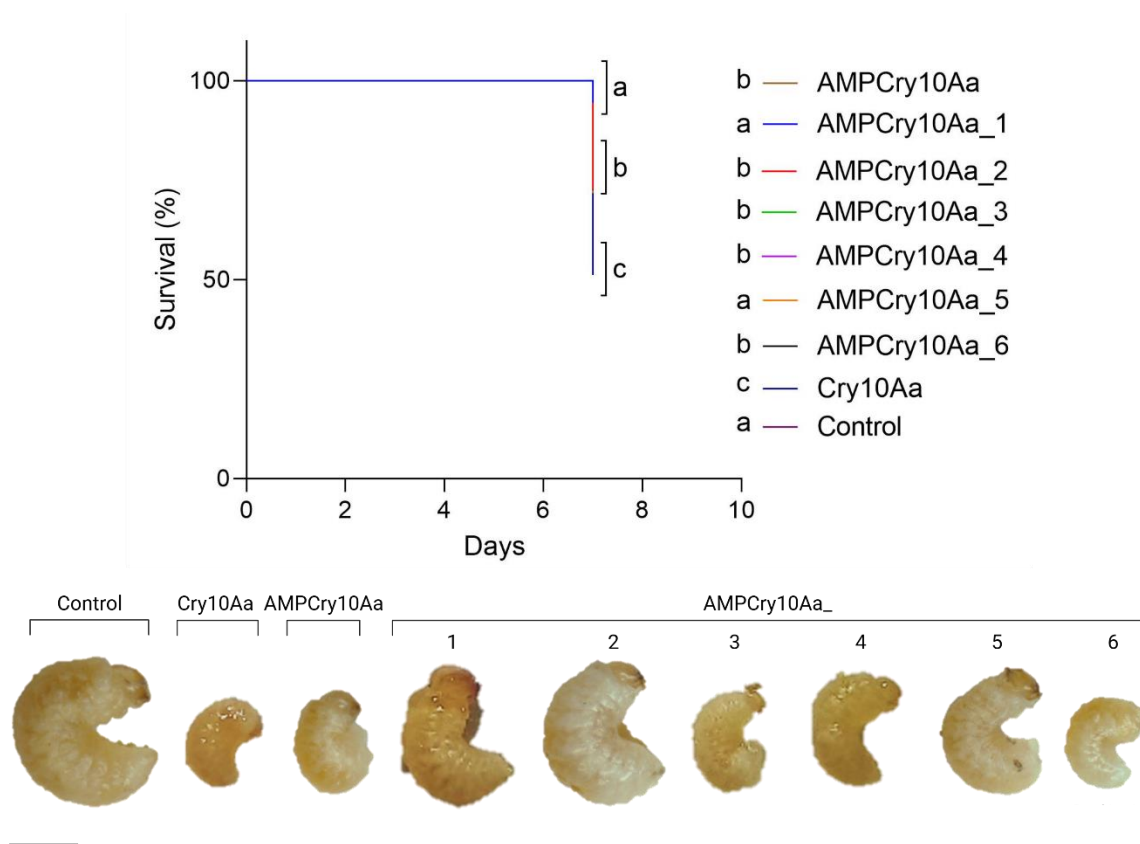 100
50
0
Survival (%)
a
b
c
0 2 4 6 8 10
Days
b AMPCry10Aa
a AMPCry10Aa_1
b AMPCry10Aa_2
b AMPCry10Aa_3
b AMPCry10Aa_4
a AMPCry10Aa_5
b AMPCry10Aa_6
c Cry10Aa
a Control
Control Cry10Aa AMPCry10Aa AMPCry10Aa_
1 2 3 4 5 6